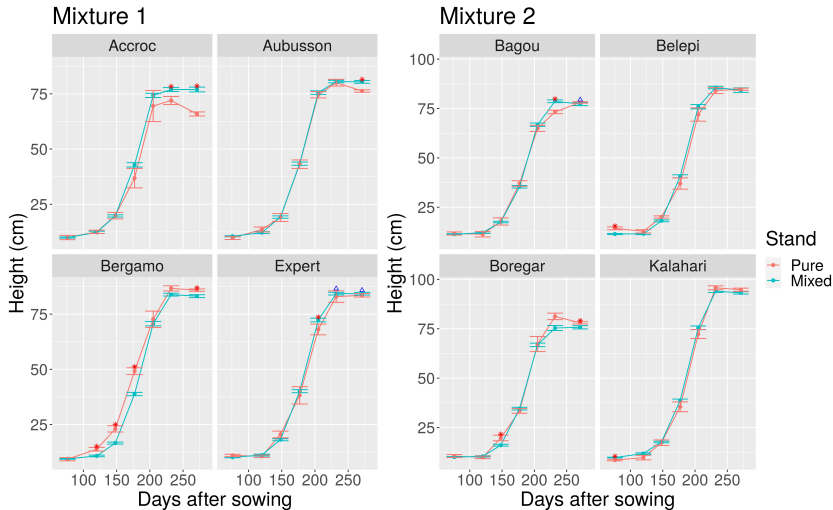 Mixture 1
Mixture 2
Accroc
Aubusson
Bagou
Belepi
100
75
50
25
75
50
25
Height (cm)
Height (cm)
Stand
Pure
Mixed
Bergamo
Expert
Boregar
Kalahari
100
75
50
25
75
50
25
100 150 200 250
100 150 200 250
100 150 200 250
100 150 200 250
Days after sowing
Days after sowing